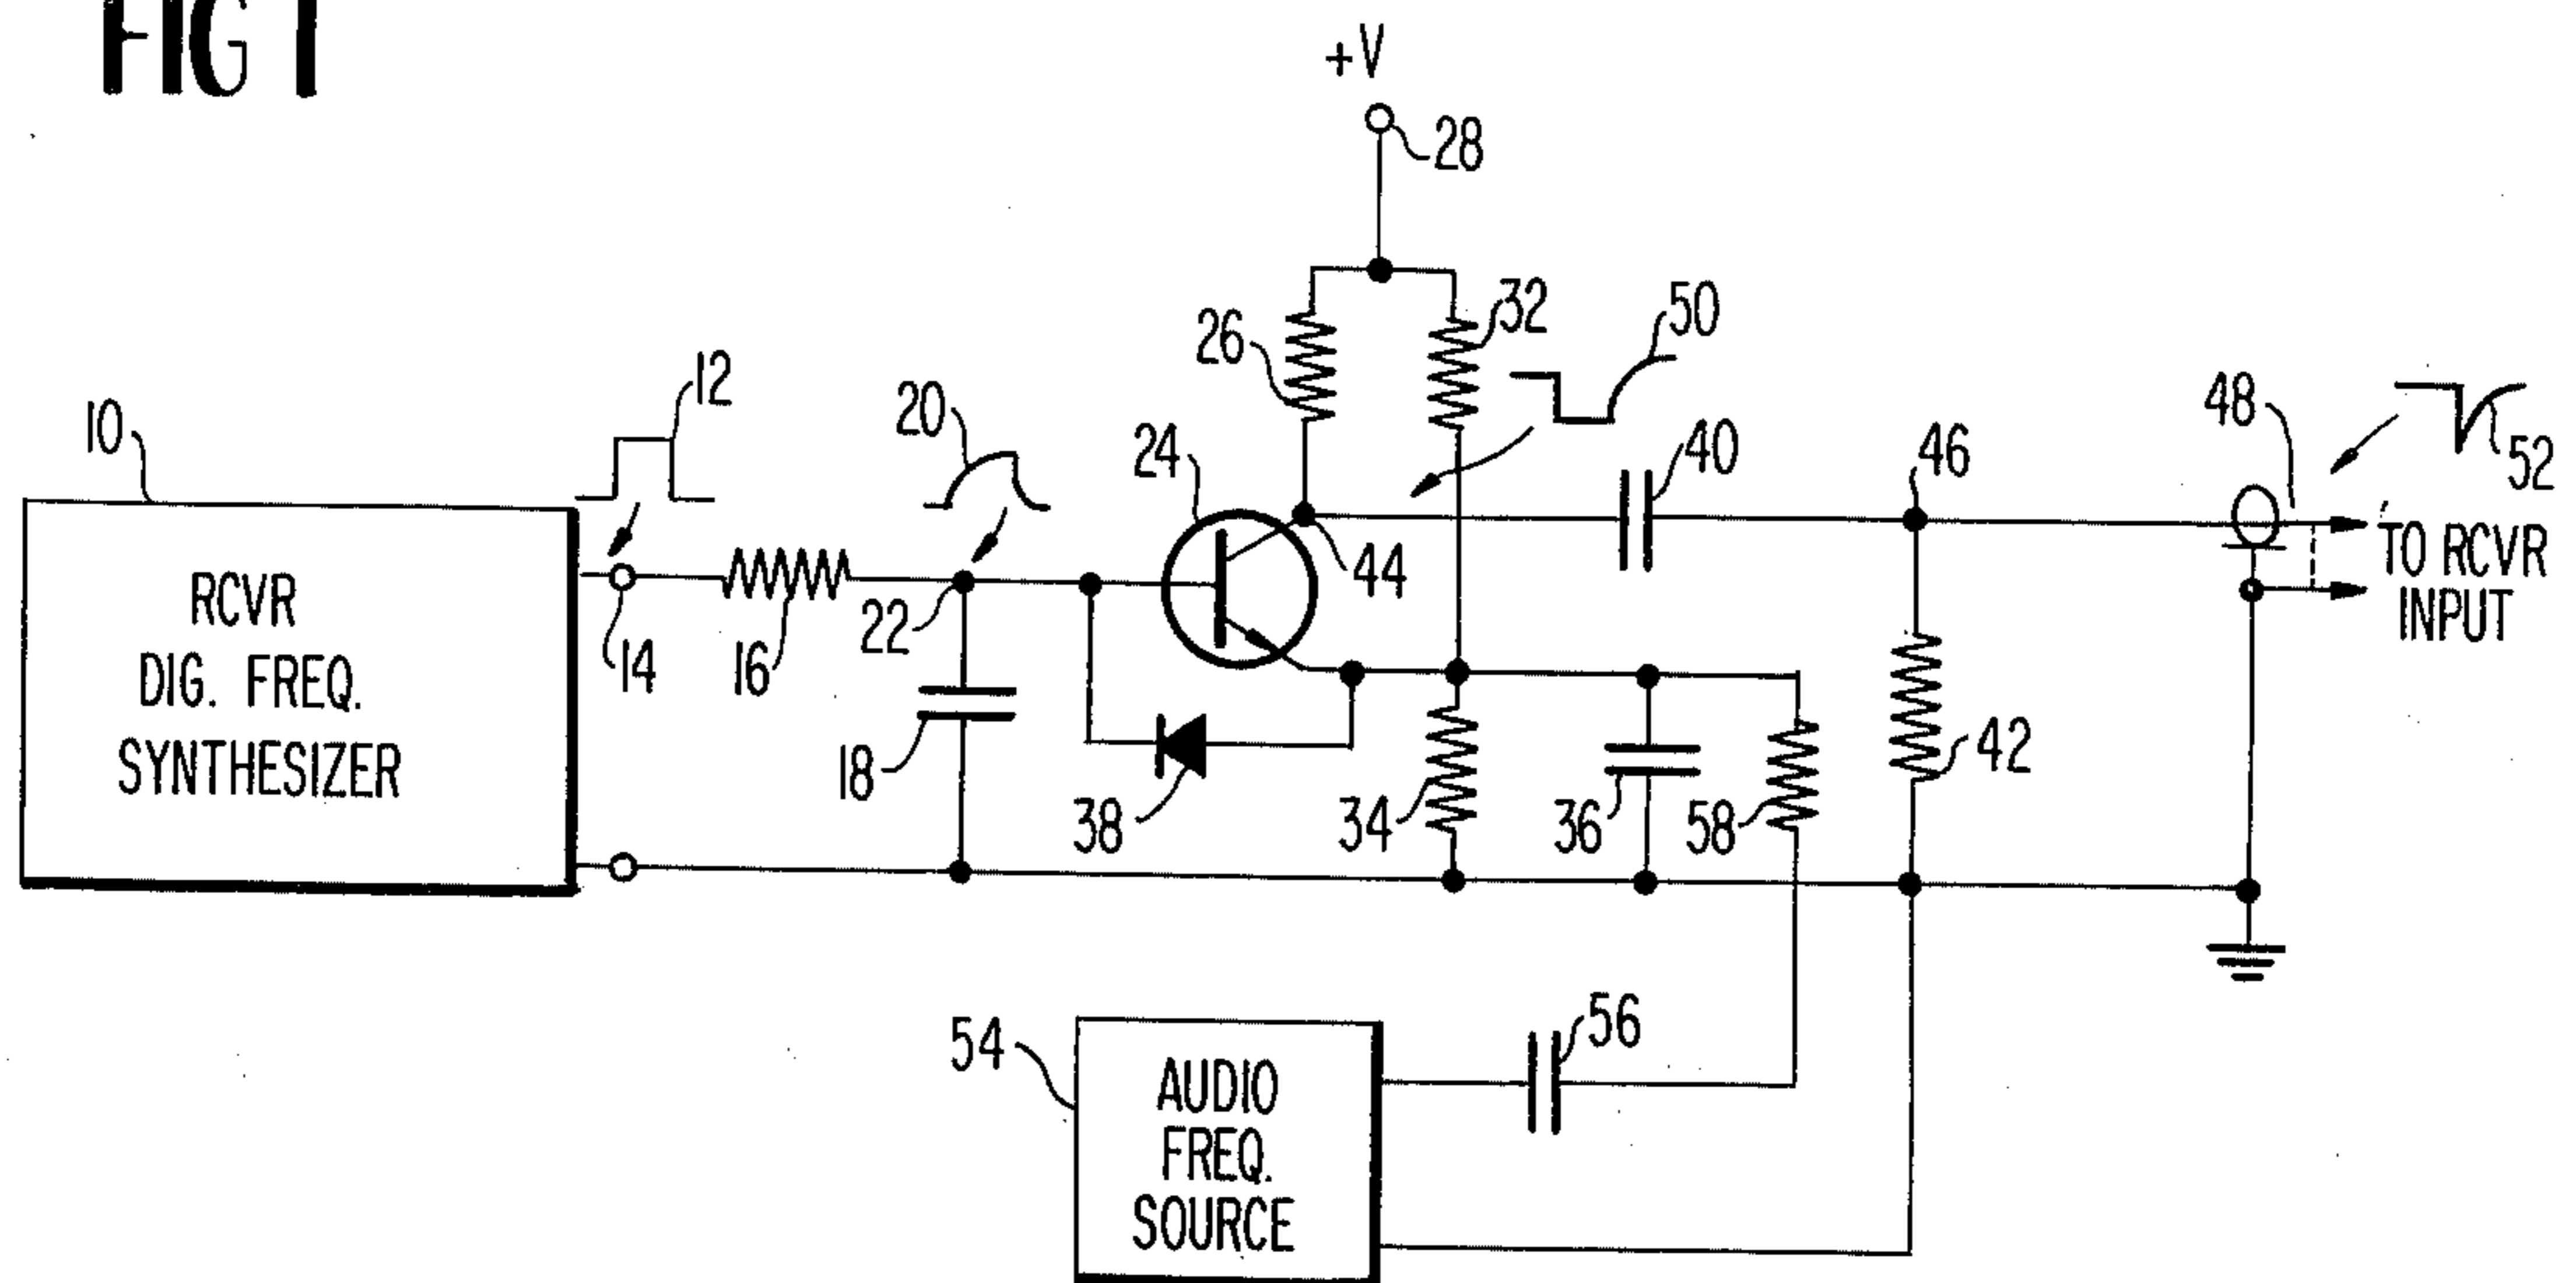 FIG 1
+V
28
26
32
50
12
10
20
24
40
46
48
52
44
TO RCVR
INPUT
RCVR
DIG. FREQ.
SYNTHESIZER
14
16
22
18
38
34
36
58
42
54
56
AUDIO
FREQ.
SOURCE